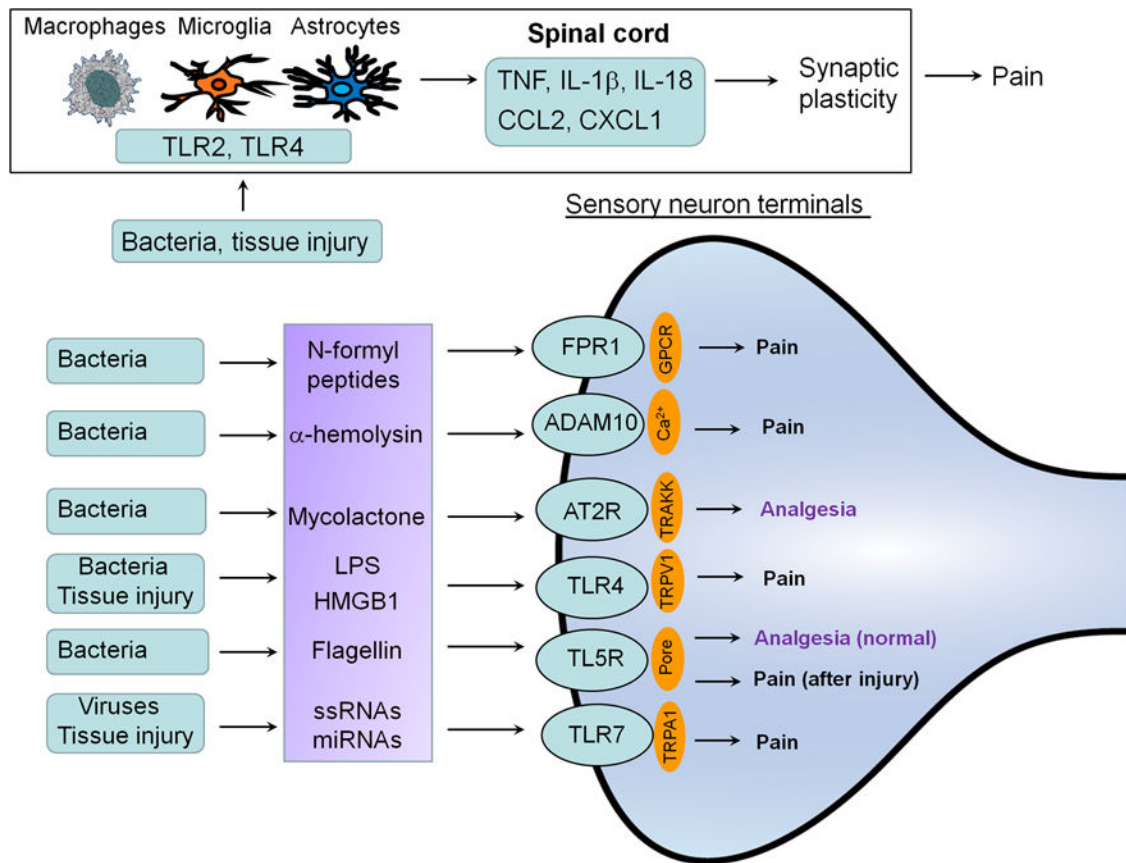 Macrophages Microglia Astrocytes
Spinal cord
TNF, IL-1β, IL-18
CCL2, CXCL1
Synaptic
plasticity
Pain
TLR2, TLR4
Bacteria, tissue injury
Sensory neuron terminals
Bacteria
N-formyl
peptides
FPR1
GPCR
Pain
Bacteria
α-hemolysin
ADAM10
Ca²⁺
Pain
Bacteria
Mycolactone
AT2R
TRAKK
Analgesia
Bacteria
Tissue injury
LPS
HMGB1
TLR4
TRPV1
Pain
Bacteria
Flagellin
TL5R
Pore
Analgesia (normal)
Pain (after injury)
Viruses
Tissue injury
ssRNAs
miRNAs
TLR7
TRPA1
Pain